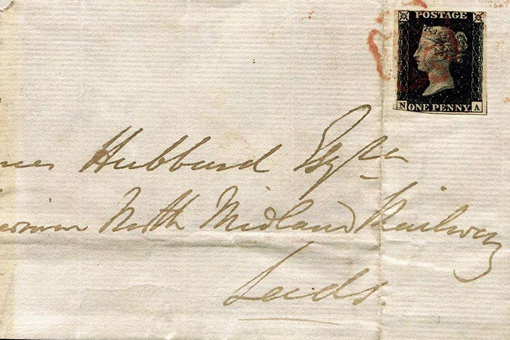 POSTAGE
N ONE PENNY A
Hubbard Esqre
North Midland Railway
Leeds